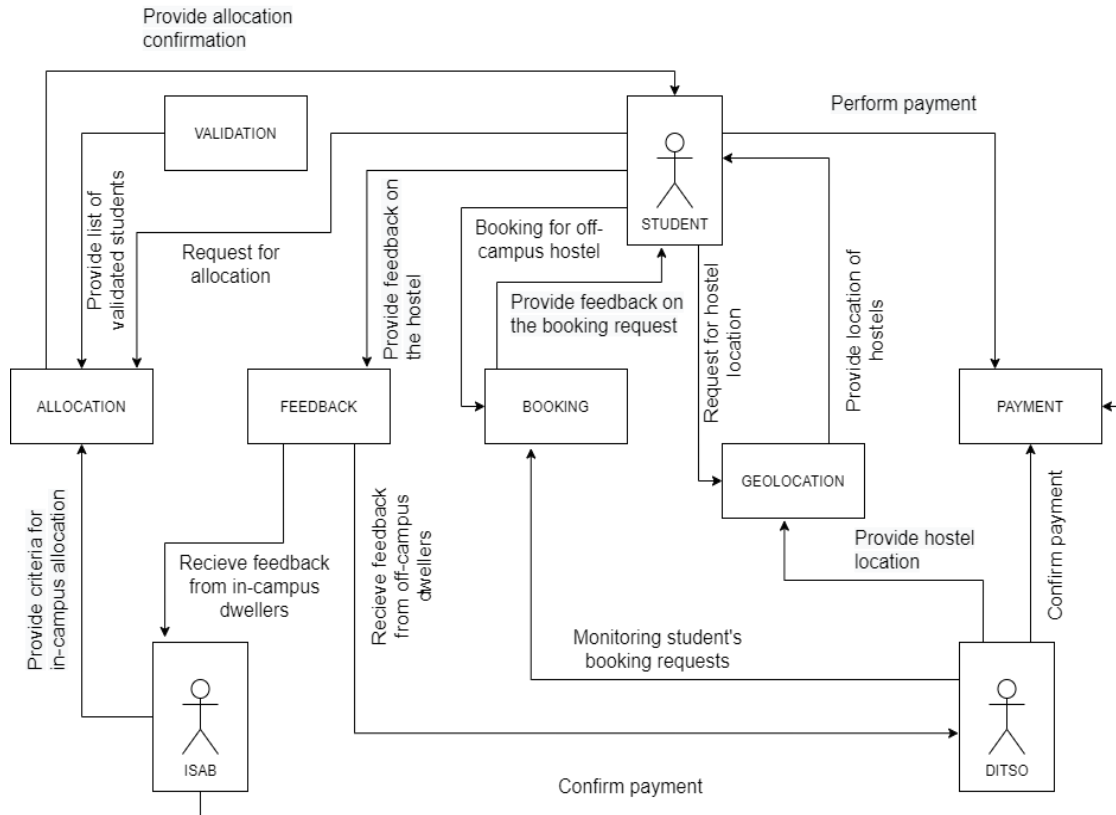 Provide allocation
confirmation
VALIDATION
STUDENT
Perform payment
Provide list of
validated students
Request for
allocation
Provide feedback on
the hostel
Booking for off-
campus hostel
Provide feedback on
the booking request
Request for hostel
location
Provide location of
hostels
ALLOCATION
FEEDBACK
BOOKING
GEOLOCATION
PAYMENT
Provide criteria for
in-campus allocation
Recieve feedback
from in-campus
dwellers
Recieve feedback
from off-campus
dwellers
Provide hostel
location
Confirm payment
Monitoring student's
booking requests
ISAB
Confirm payment
DITSO